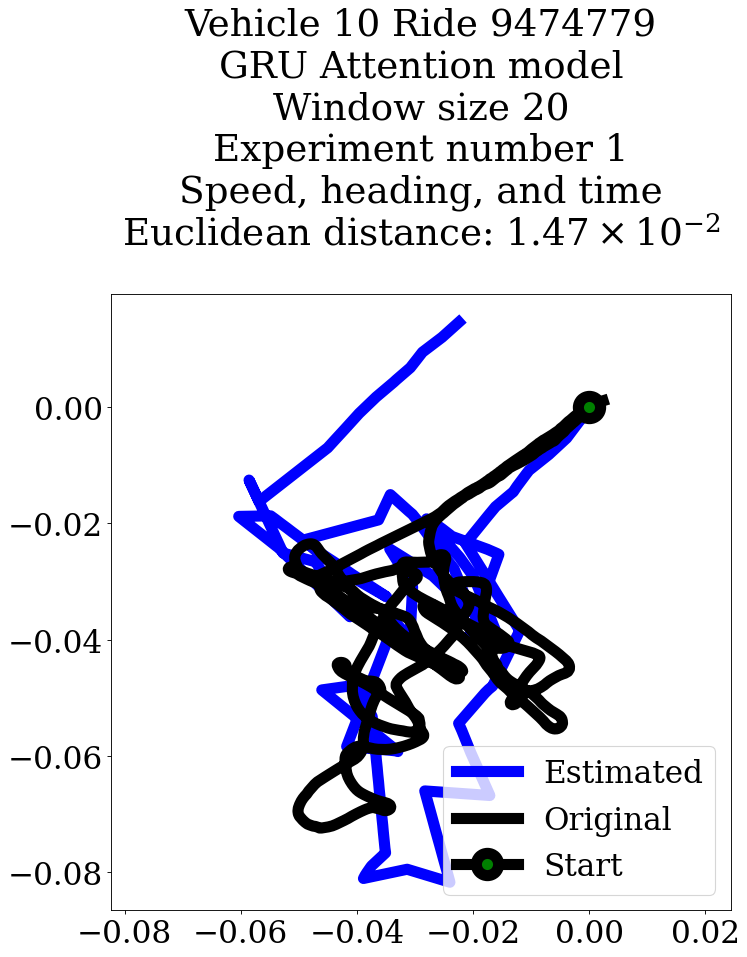 Vehicle 10 Ride 9474779
GRU Attention model
Window size 20
Experiment number 1
Speed, heading, and time
Euclidean distance: 1.47 × 10⁻²
0.00
−0.02
−0.04
−0.06
−0.08
Estimated
Original
Start
−0.08 −0.06 −0.04 −0.02 0.00 0.02